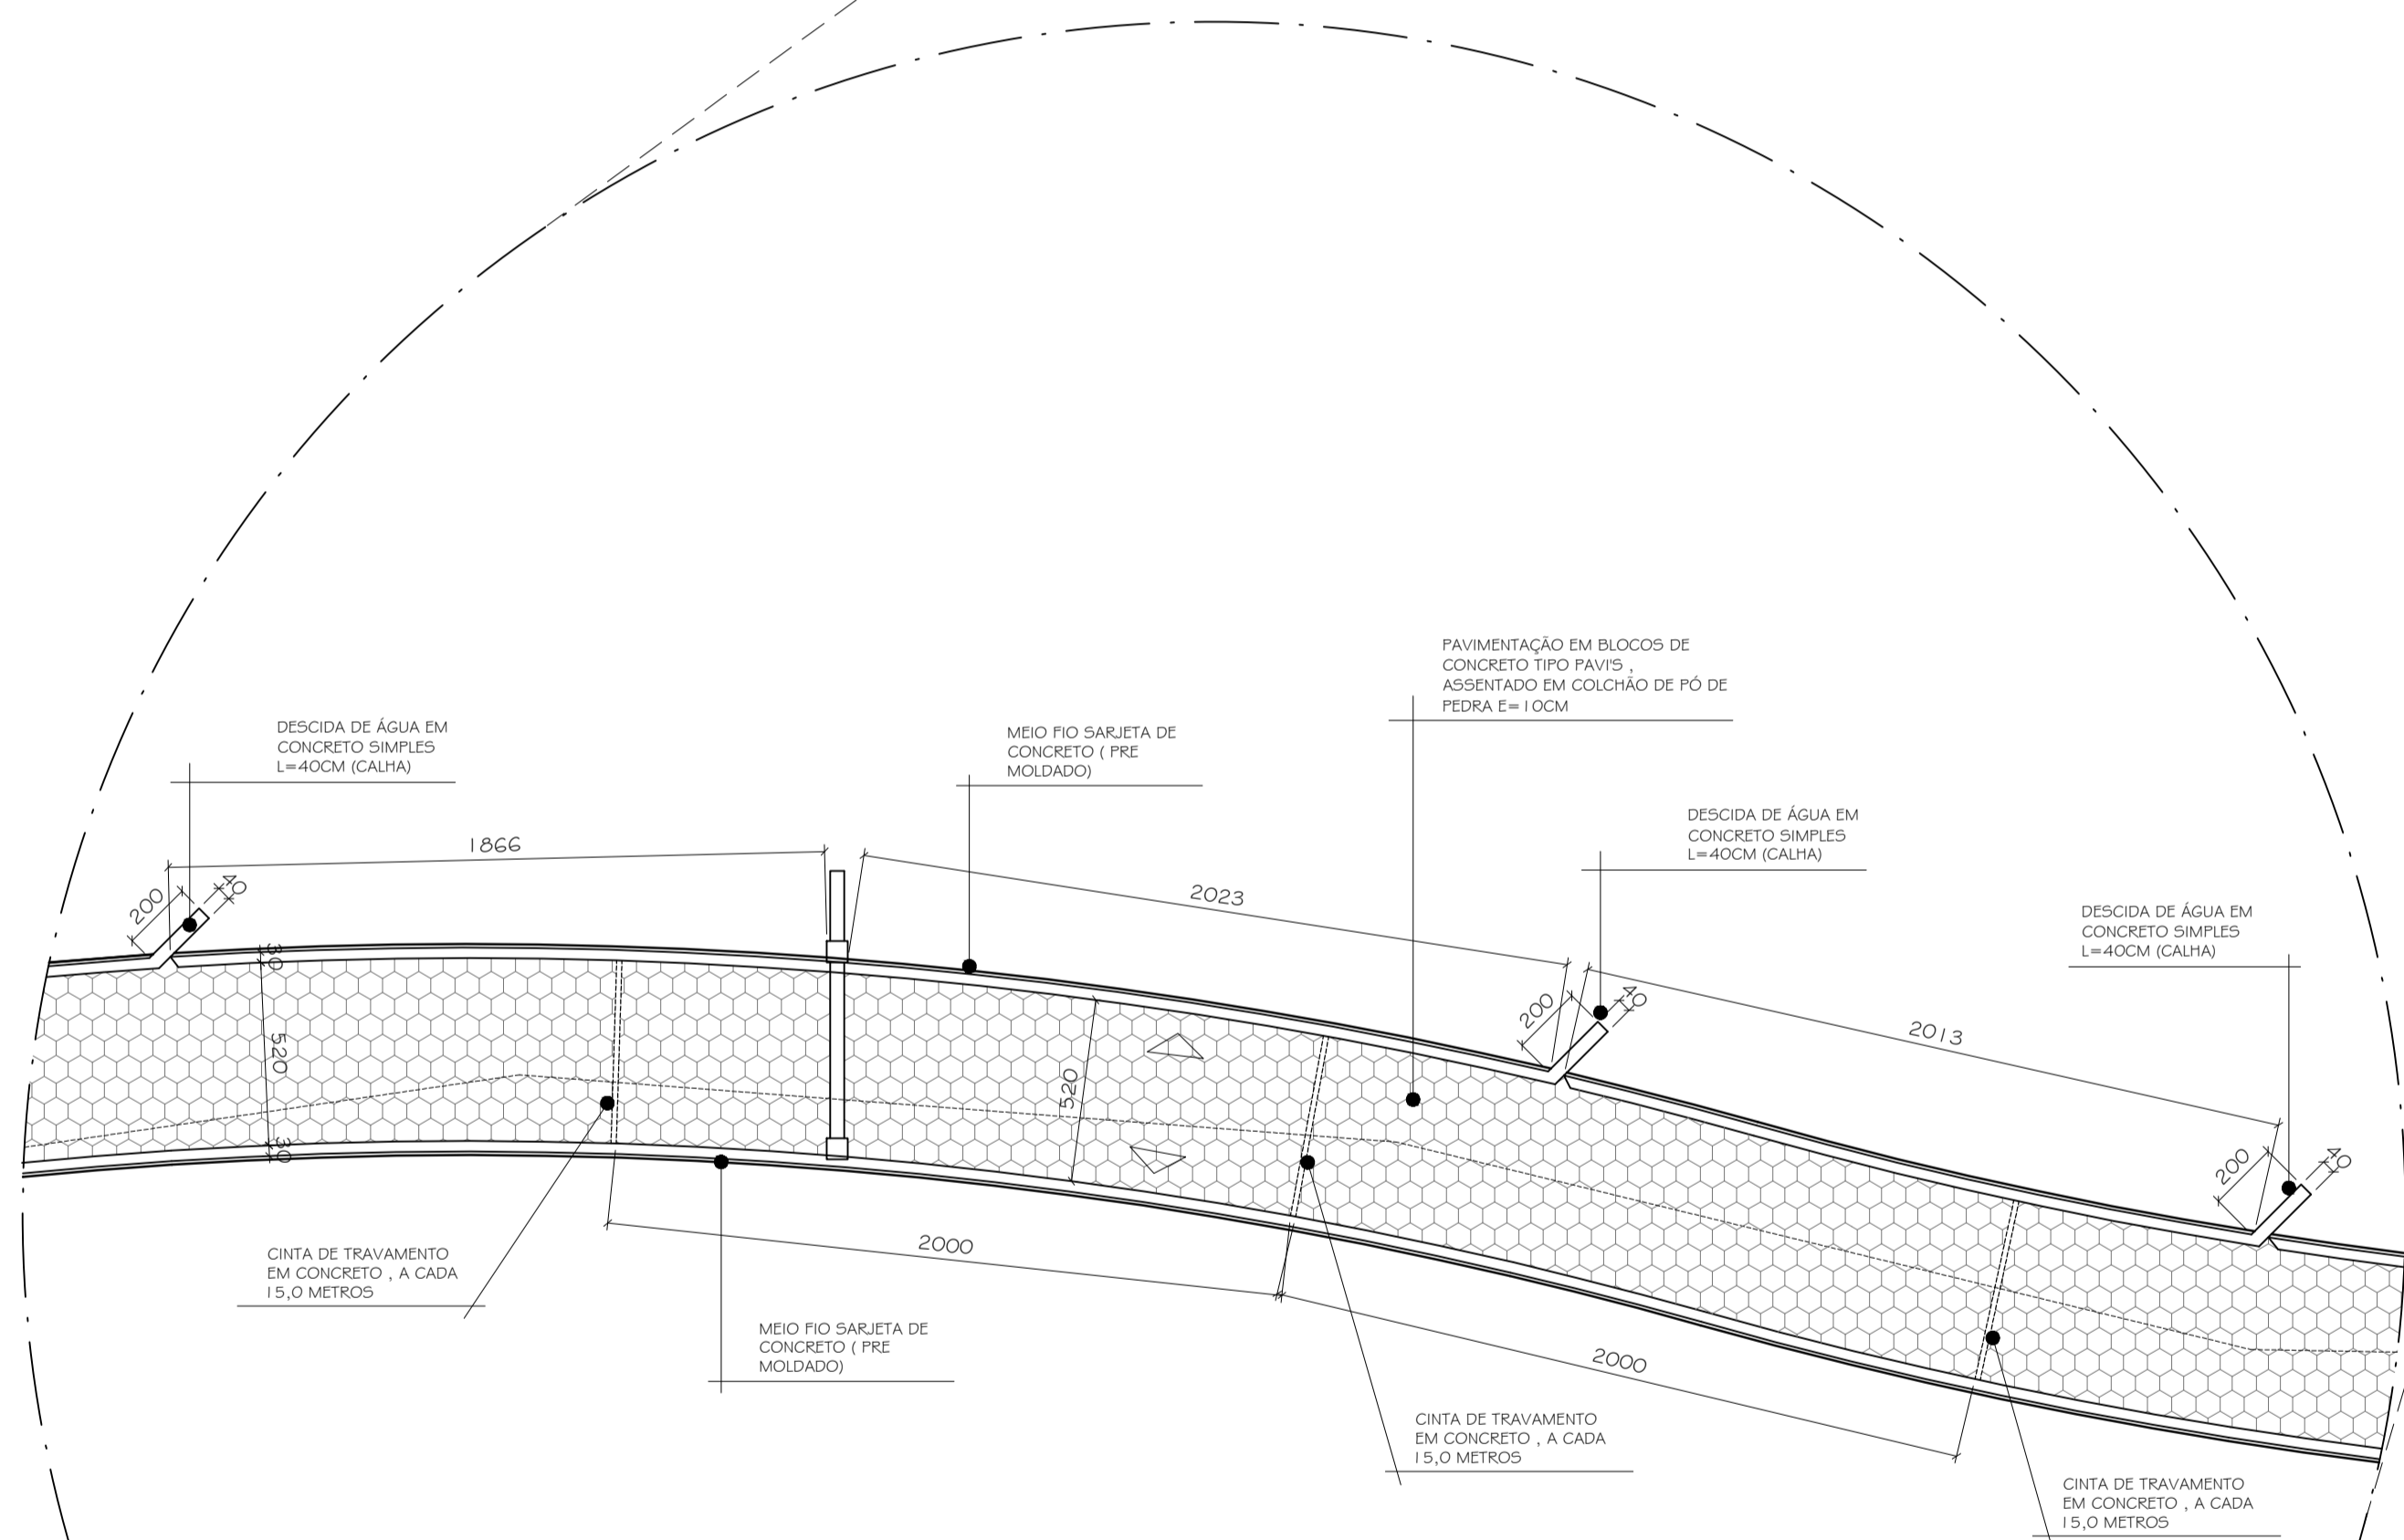 PAVIMENTAÇÃO EM BLOCOS DE
CONCRETO TIPO PAVI'S ,
ASSENTADO EM COLCHÃO DE PÓ DE
PEDRA E=10CM
DESCIDA DE ÁGUA EM
CONCRETO SIMPLES
L=40CM (CALHA)
MEIO FIO SARJETA DE
CONCRETO ( PRE
MOLDADO)
DESCIDA DE ÁGUA EM
CONCRETO SIMPLES
L=40CM (CALHA)
DESCIDA DE ÁGUA EM
CONCRETO SIMPLES
L=40CM (CALHA)
1866
2023
2013
200
40
200
40
200
40
30
520
30
520
2000
2000
CINTA DE TRAVAMENTO
EM CONCRETO , A CADA
15,0 METROS
MEIO FIO SARJETA DE
CONCRETO ( PRE
MOLDADO)
CINTA DE TRAVAMENTO
EM CONCRETO , A CADA
15,0 METROS
CINTA DE TRAVAMENTO
EM CONCRETO , A CADA
15,0 METROS